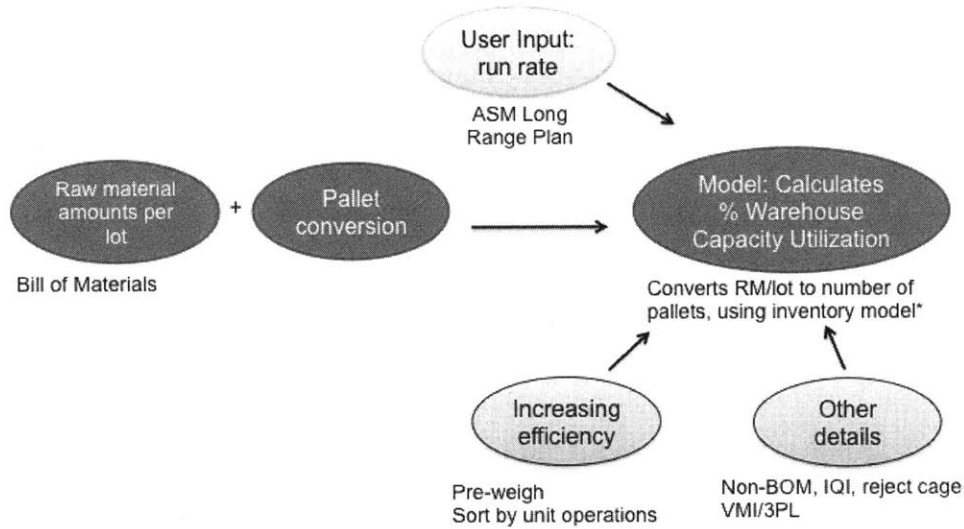 User Input:
run rate
ASM Long
Range Plan
Raw material
amounts per
lot
+
Pallet
conversion
Model: Calculates
% Warehouse
Capacity Utilization
Bill of Materials
Converts RM/lot to number of
pallets, using inventory model*
Increasing
efficiency
Other
details
Pre-weigh
Sort by unit operations
Non-BOM, IQI, reject cage
VMI/3PL